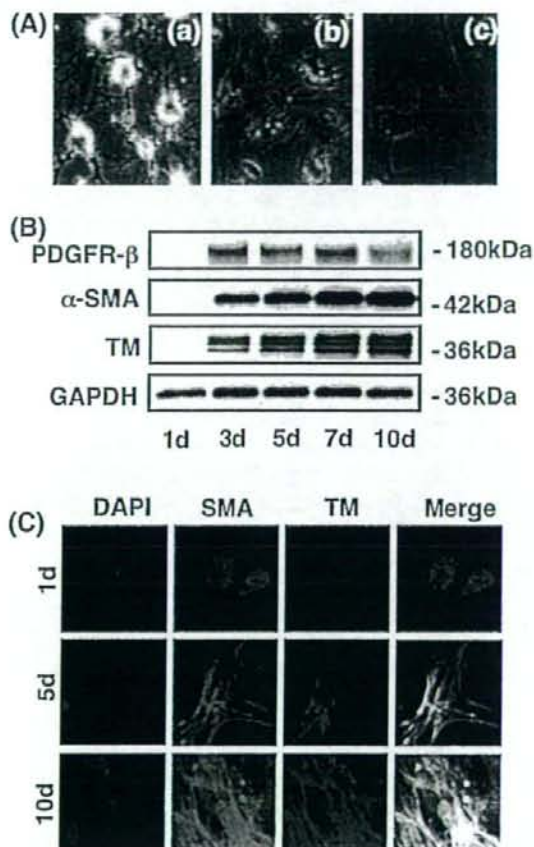 (A) (a) (b) (c)
(B)
PDGFR-β -180kDa
α-SMA -42kDa
TM -36kDa
GAPDH -36kDa
1d 3d 5d 7d 10d
(C) DAPI SMA TM Merge
1d
5d
10d